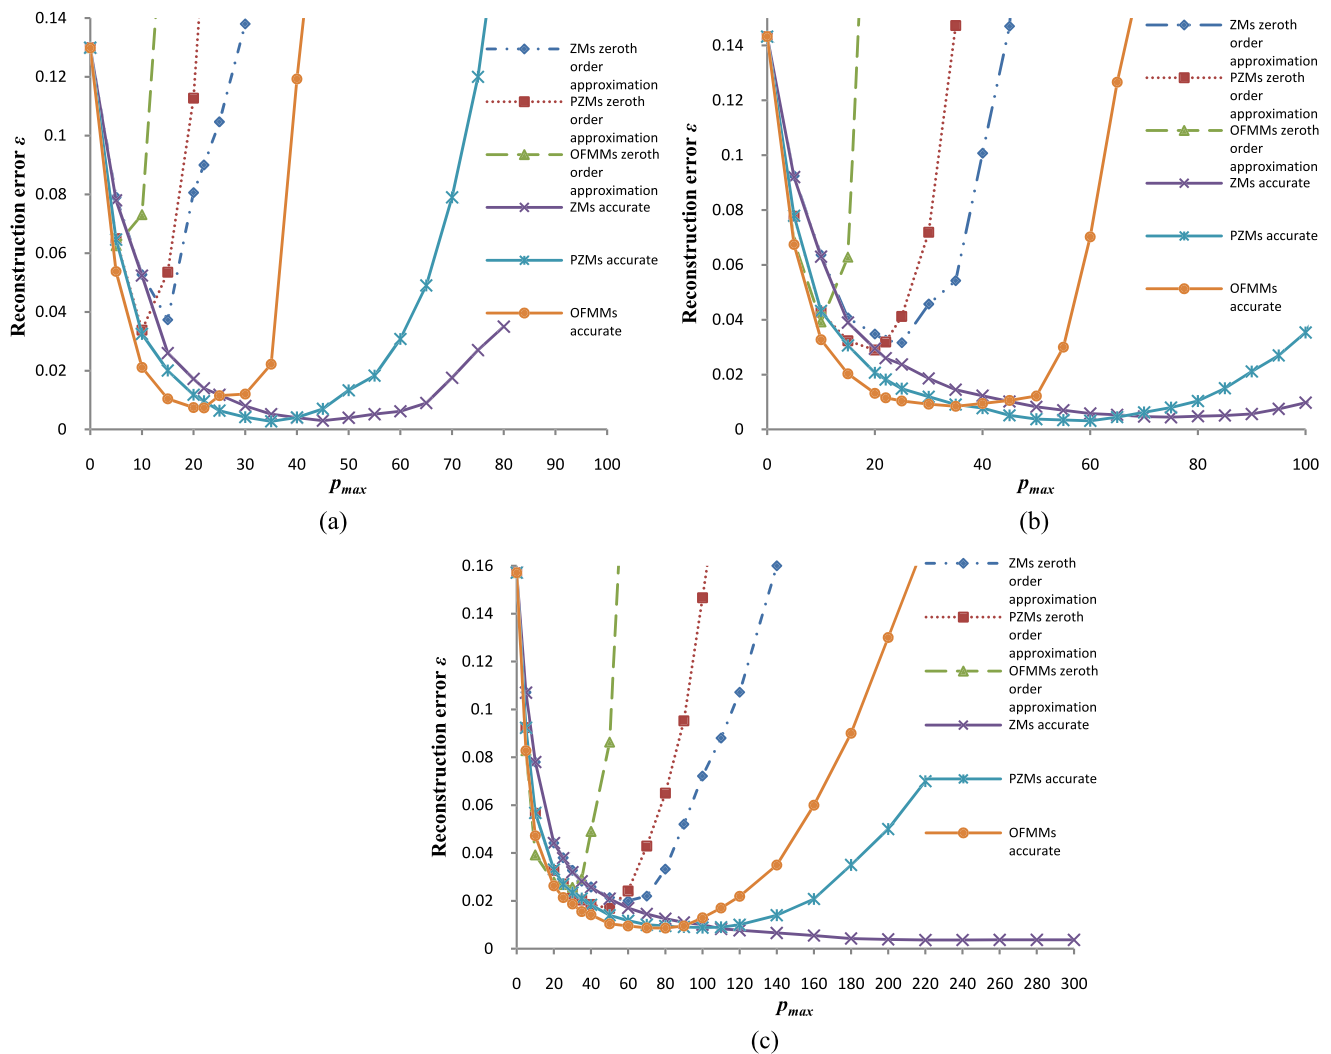 0.14
0.12
0.1
0.08
0.06
0.04
0.02
0
Reconstruction error ε
0 10 20 30 40 50 60 70 80 90 100
p max
ZMs zeroth
order
approximation
PZMs zeroth
order
approximation
OFMMs zeroth
order
approximation
ZMs accurate
PZMs accurate
OFMMs
accurate
(a)
0.14
0.12
0.1
0.08
0.06
0.04
0.02
0
Reconstruction error ε
0 20 40 60 80 100
p max
ZMs zeroth
order
approximation
PZMs zeroth
order
approximation
OFMMs zeroth
order
approximation
ZMs accurate
PZMs accurate
OFMMs
accurate
(b)
0.16
0.14
0.12
0.1
0.08
0.06
0.04
0.02
0
Reconstruction error ε
0 20 40 60 80 100 120 140 160 180 200 220 240 260 280 300
p max
ZMs zeroth
order
approximation
PZMs zeroth
order
approximation
OFMMs zeroth
order
approximation
ZMs accurate
PZMs accurate
OFMMs
accurate
(c)